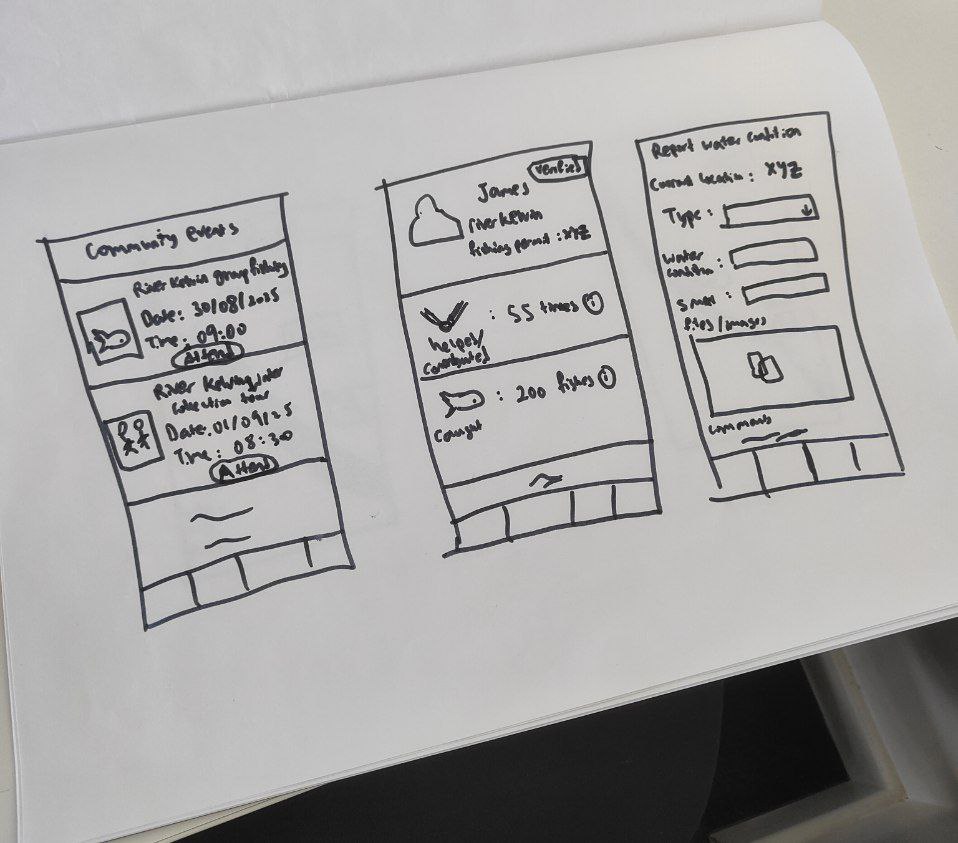 Community events
River Kelvin group fishing
Date: 30/08/2025
Time: 09:00
Attend
River Kelving water
collection tour
Date: 01/09/25
Time: 08:30
Attend
verified
James
river Kelvin
fishing permit : XYZ
: 55 times i
helped/
contributed
: 200 fishes i
Caught
Report water condition
Current location : XYZ
Type :
water
condition :
Smell :
files/images
comments